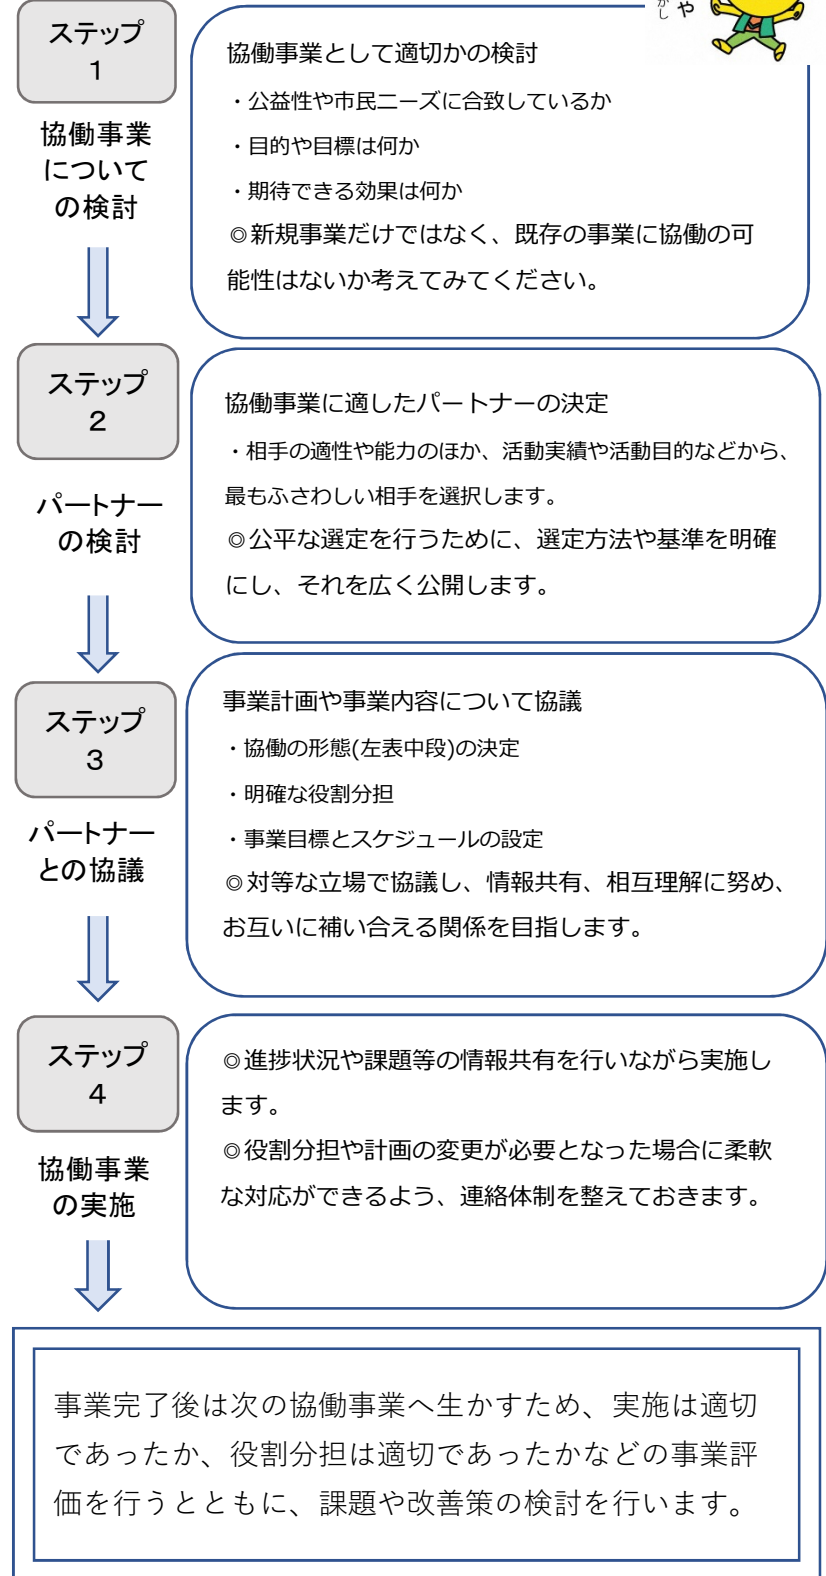 や
かし
ステップ
1
協働事業
について
の検討
協働事業として適切かの検討
・公益性や市民ニーズに合致しているか
・目的や目標は何か
・期待できる効果は何か
◎新規事業だけではなく、既存の事業に協働の可
能性はないか考えてみてください。
ステップ
2
パートナー
の検討
協働事業に適したパートナーの決定
・相手の適性や能力のほか、活動実績や活動目的などから、
最もふさわしい相手を選択します。
◎公平な選定を行うために、選定方法や基準を明確
にし、それを広く公開します。
ステップ
3
パートナー
との協議
事業計画や事業内容について協議
・協働の形態(左表中段)の決定
・明確な役割分担
・事業目標とスケジュールの設定
◎対等な立場で協議し、情報共有、相互理解に努め、
お互いに補い合える関係を目指します。
ステップ
4
協働事業
の実施
◎進捗状況や課題等の情報共有を行いながら実施し
ます。
◎役割分担や計画の変更が必要となった場合に柔軟
な対応ができるよう、連絡体制を整えておきます。
事業完了後は次の協働事業へ生かすため、実施は適切
であったか、役割分担は適切であったかなどの事業評
価を行うとともに、課題や改善策の検討を行います。